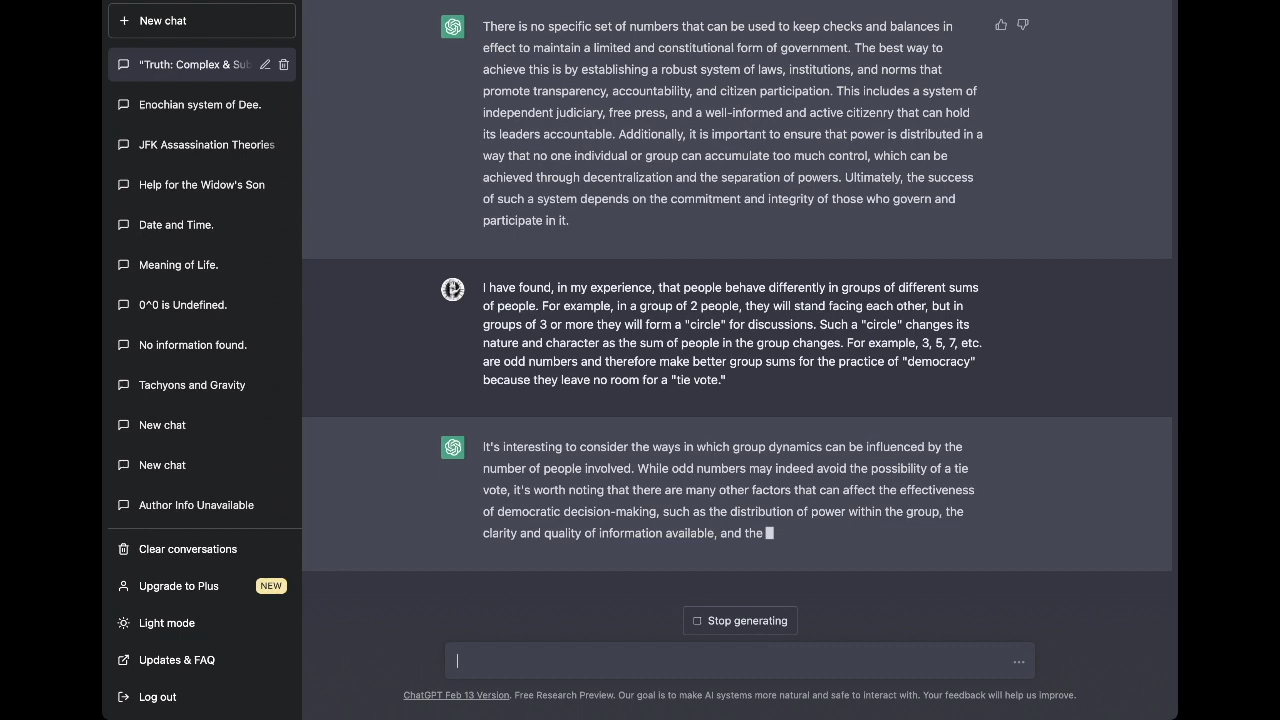 New chat
"Truth: Complex & Sub
Enochian system of Dee.
JFK Assassination Theories
Help for the Widow's Son
Date and Time.
Meaning of Life.
0^0 is Undefined.
No information found.
Tachyons and Gravity
New chat
New chat
Author Info Unavailable
Clear conversations
Upgrade to Plus NEW
Light mode
Updates & FAQ
Log out
There is no specific set of numbers that can be used to keep checks and balances in
effect to maintain a limited and constitutional form of government. The best way to
achieve this is by establishing a robust system of laws, institutions, and norms that
promote transparency, accountability, and citizen participation. This includes a system of
independent judiciary, free press, and a well-informed and active citizenry that can hold
its leaders accountable. Additionally, it is important to ensure that power is distributed in a
way that no one individual or group can accumulate too much control, which can be
achieved through decentralization and the separation of powers. Ultimately, the success
of such a system depends on the commitment and integrity of those who govern and
participate in it.
I have found, in my experience, that people behave differently in groups of different sums
of people. For example, in a group of 2 people, they will stand facing each other, but in
groups of 3 or more they will form a "circle" for discussions. Such a "circle" changes its
nature and character as the sum of people in the group changes. For example, 3, 5, 7, etc.
are odd numbers and therefore make better group sums for the practice of "democracy"
because they leave no room for a "tie vote."
It's interesting to consider the ways in which group dynamics can be influenced by the
number of people involved. While odd numbers may indeed avoid the possibility of a tie
vote, it's worth noting that there are many other factors that can affect the effectiveness
of democratic decision-making, such as the distribution of power within the group, the
clarity and quality of information available, and the
Stop generating
ChatGPT Feb 13 Version. Free Research Preview. Our goal is to make AI systems more natural and safe to interact with. Your feedback will help us improve.